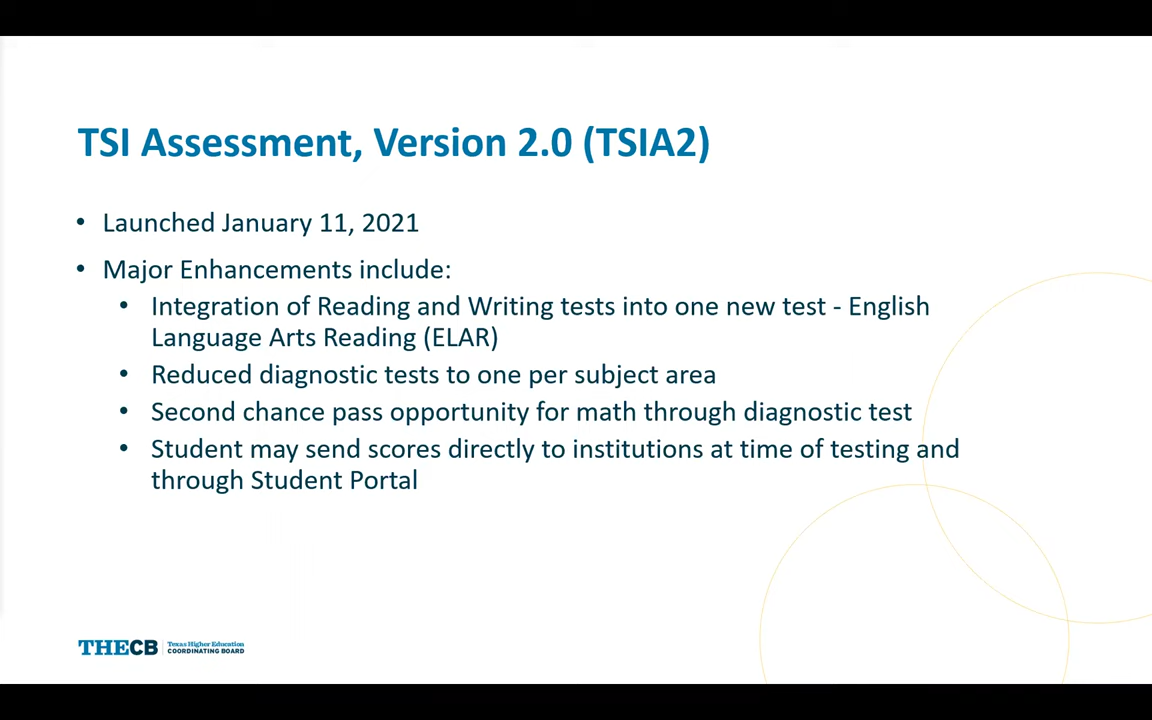 TSI Assessment, Version 2.0 (TSIA2)
• Launched January 11, 2021
• Major Enhancements include:
• Integration of Reading and Writing tests into one new test - English
Language Arts Reading (ELAR)
• Reduced diagnostic tests to one per subject area
• Second chance pass opportunity for math through diagnostic test
• Student may send scores directly to institutions at time of testing and
through Student Portal
THECB
Texas Higher Education
COORDINATING BOARD